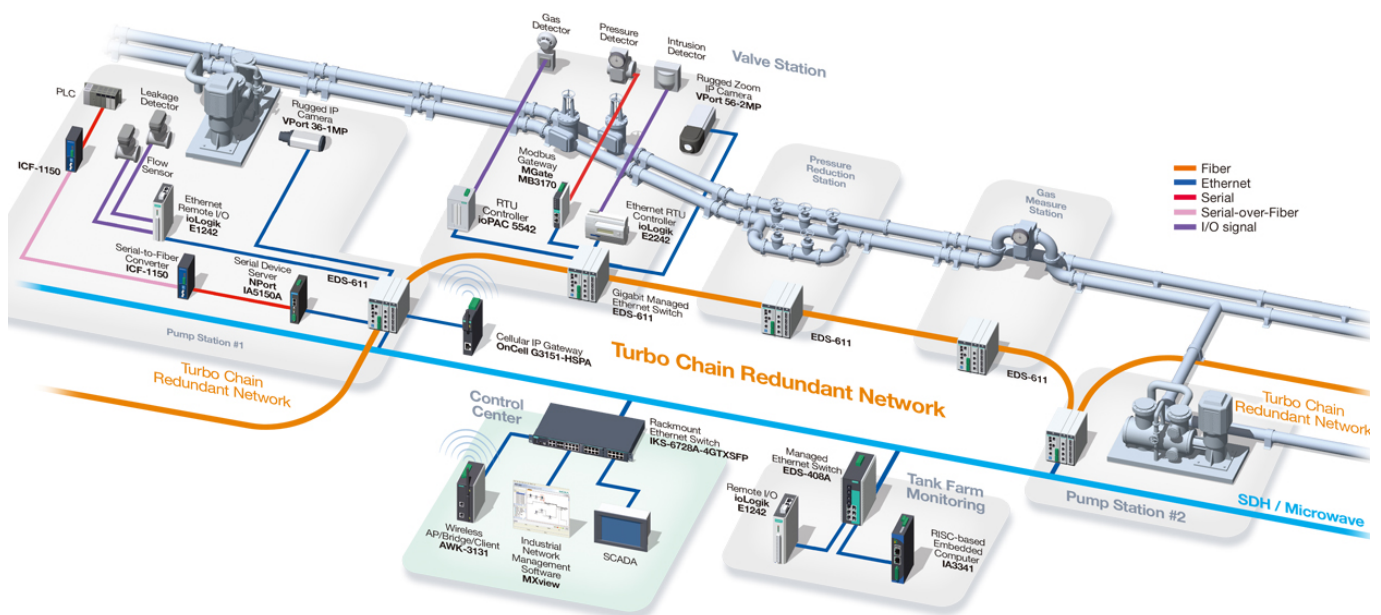 Gas
Detector
Pressure
Detector
Intrusion
Detector
Valve Station
Rugged Zoom
IP Camera
VPort 56-2MP
PLC
Leakage
Detector
Rugged IP
Camera
VPort 36-1MP
ICF-1150
Flow
Sensor
Ethernet
Remote I/O
ioLogik
E1242
Modbus
Gateway
MGate
MB3170
RTU
Controller
ioPAC 5542
Ethernet RTU
Controller
ioLogik
E2242
Pressure
Reduction
Station
Gas
Measure
Station
Fiber
Ethernet
Serial
Serial-over-Fiber
I/O signal
Serial-to-Fiber
Converter
ICF-1150
Serial Device
Server
NPort
IA5150A
EDS-611
Gigabit Managed
Ethernet Switch
EDS-611
EDS-611
EDS-611
Pump Station #1
Cellular IP Gateway
OnCell G3151-HSPA
Turbo Chain
Redundant Network
Turbo Chain Redundant Network
Turbo Chain
Redundant Network
Control
Center
Rackmount
Ethernet Switch
IKS-6728A-4GTXSFP
Wireless
AP/Bridge/Client
AWK-3131
Industrial
Network
Management
Software
MXview
SCADA
Managed
Ethernet Switch
EDS-408A
Tank Farm
Monitoring
Remote I/O
ioLogik
E1242
RISC-based
Embedded
Computer
IA3341
Pump Station #2
SDH / Microwave